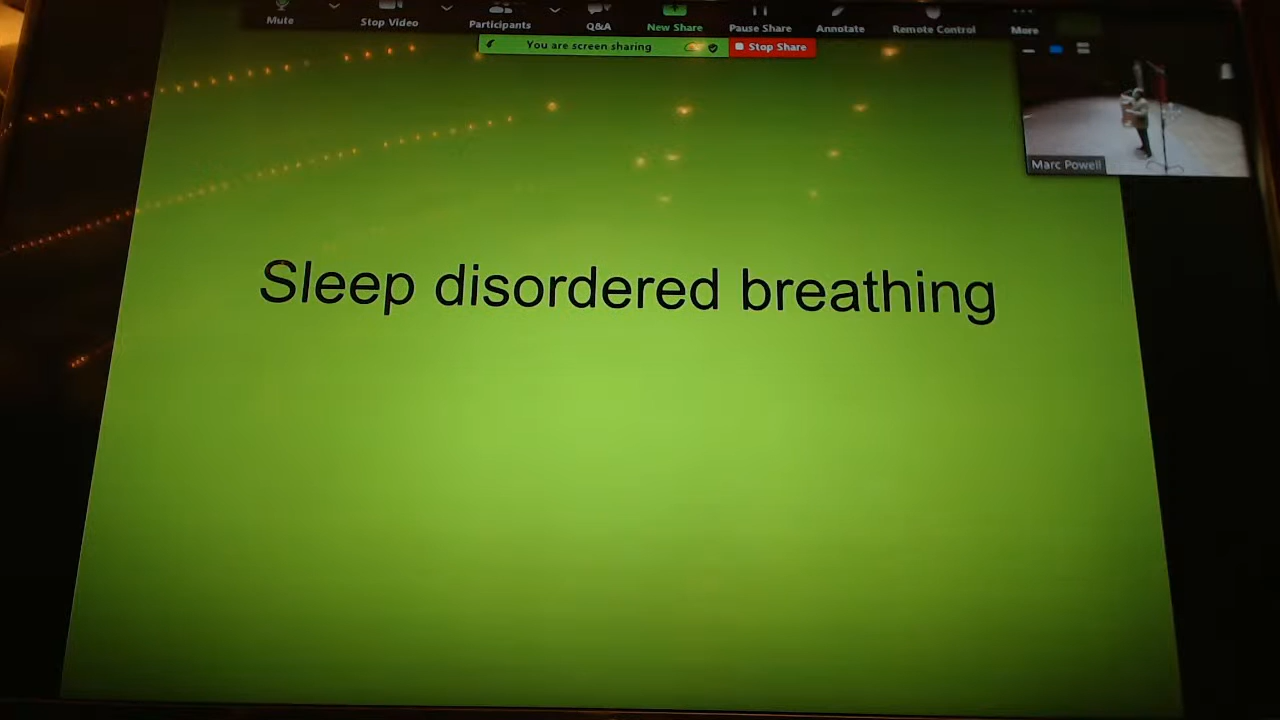 Mute
Stop Video
Participants
Q&A
New Share
Pause Share
Annotate
Remote Control
More
You are screen sharing
Stop Share
Marc Powell
Sleep disordered breathing